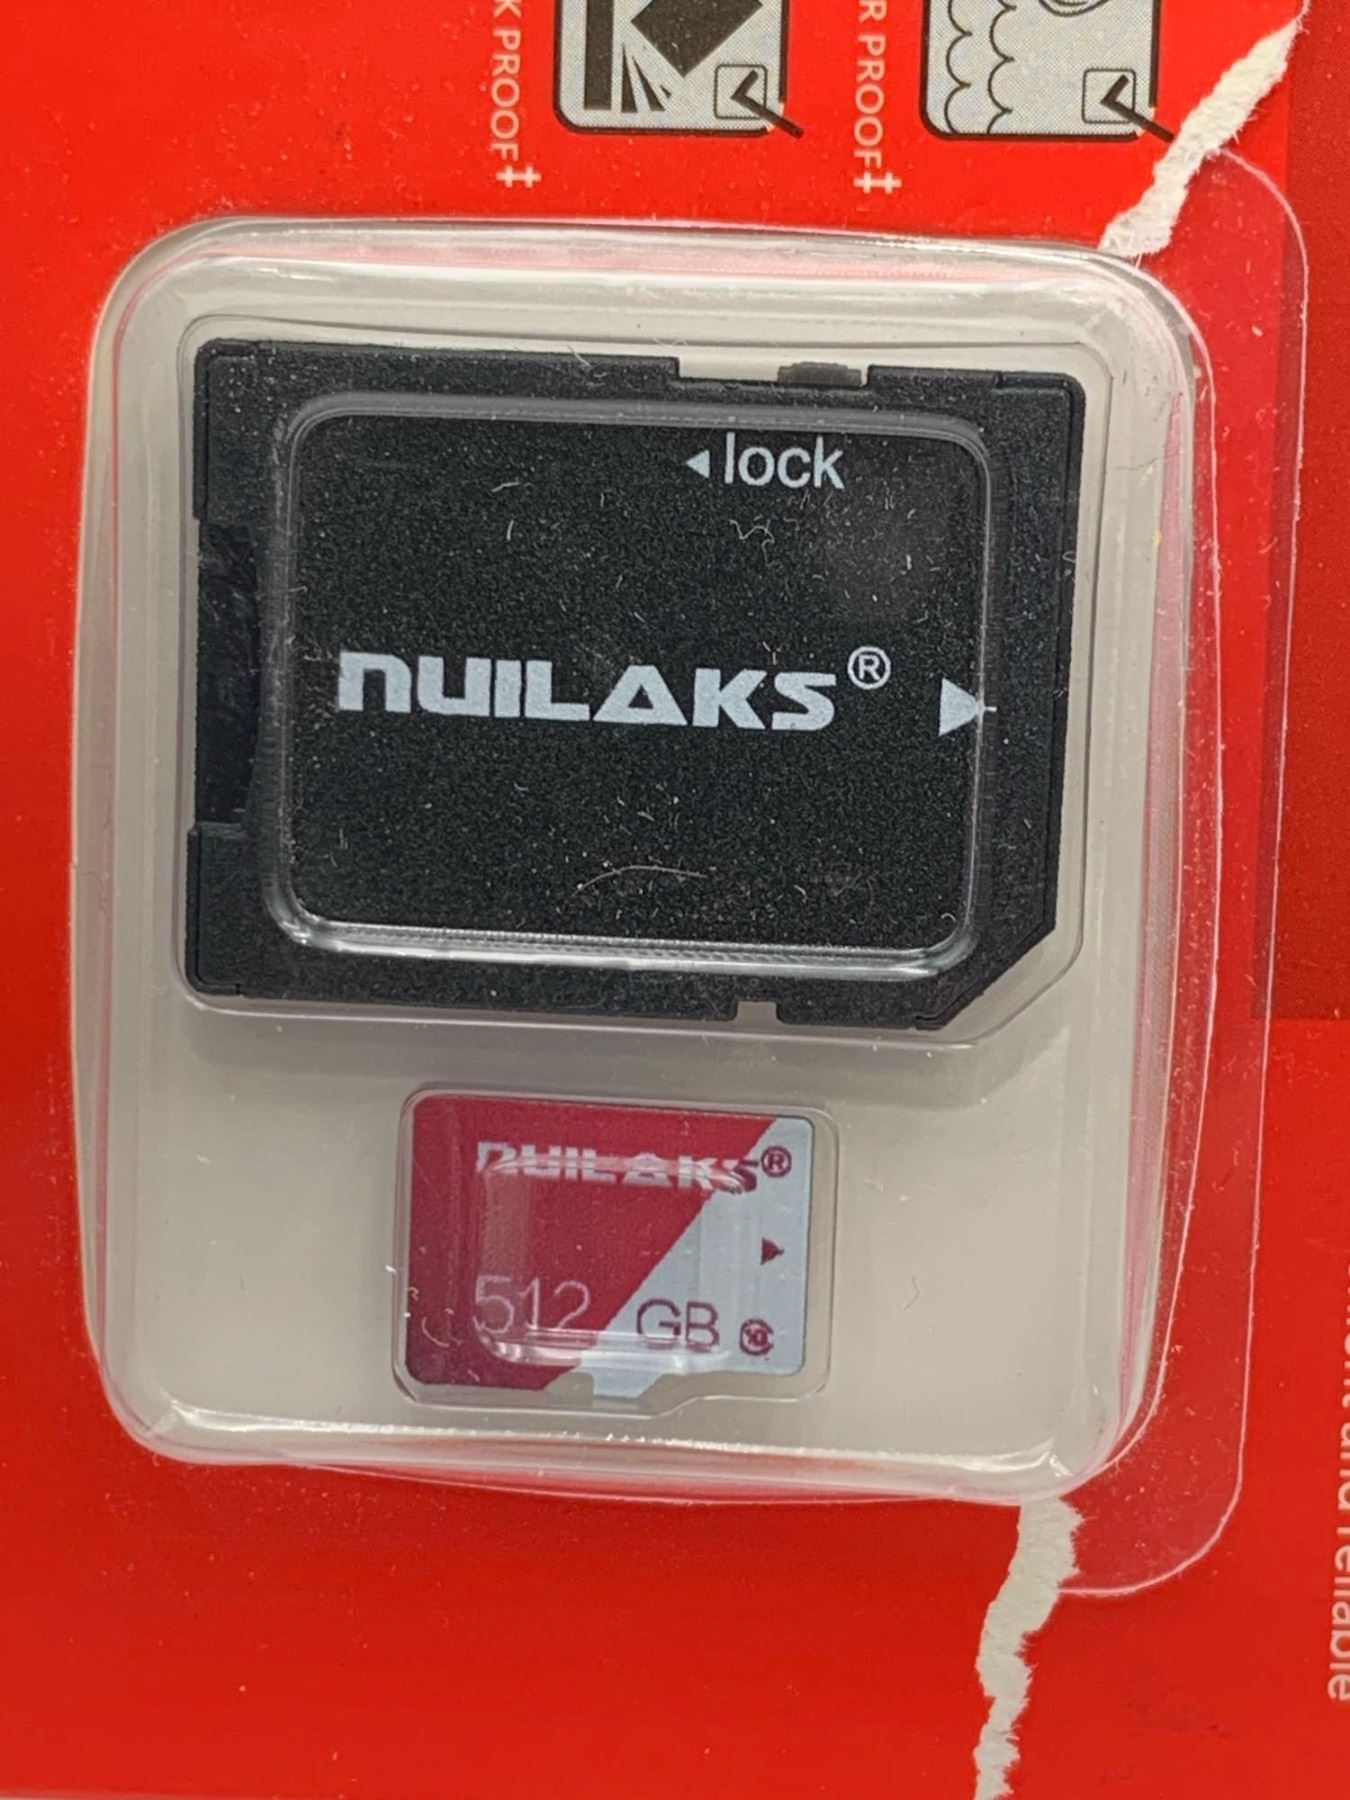 K PROOF‡
R PROOF‡
◂lock
NUILAKS®
NUILAKS®
512 GB